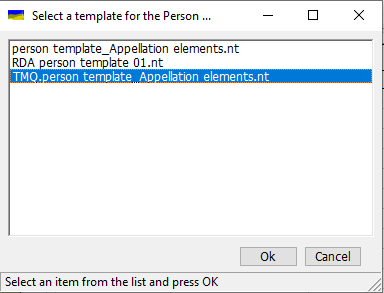 Select a template for the Person ...
person template_Appellation elements.nt
RDA person template 01.nt
TMQ.person template_Appellation elements.nt
Ok
Cancel
Select an item from the list and press OK